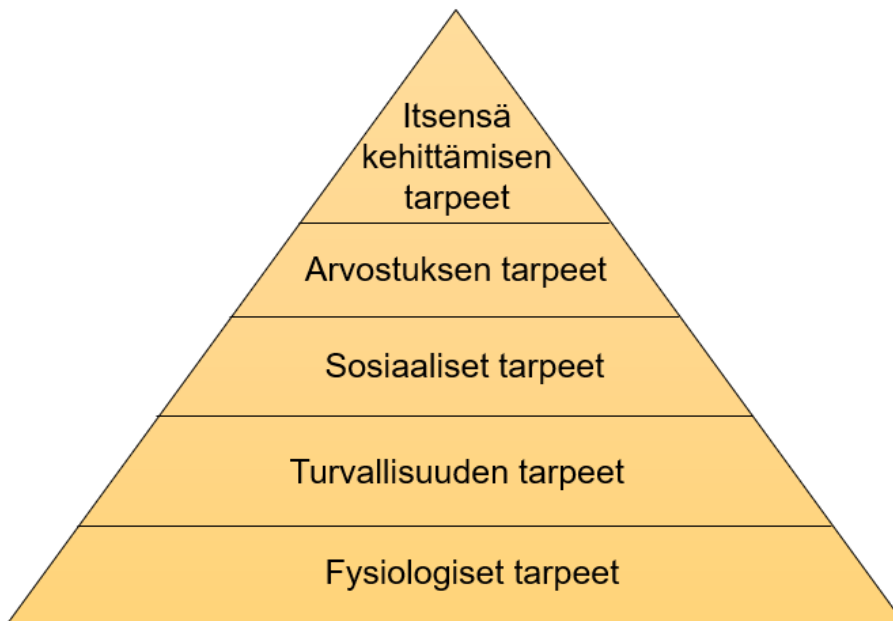 Itsensä
kehittämisen
tarpeet
Arvostuksen tarpeet
Sosiaaliset tarpeet
Turvallisuuden tarpeet
Fysiologiset tarpeet